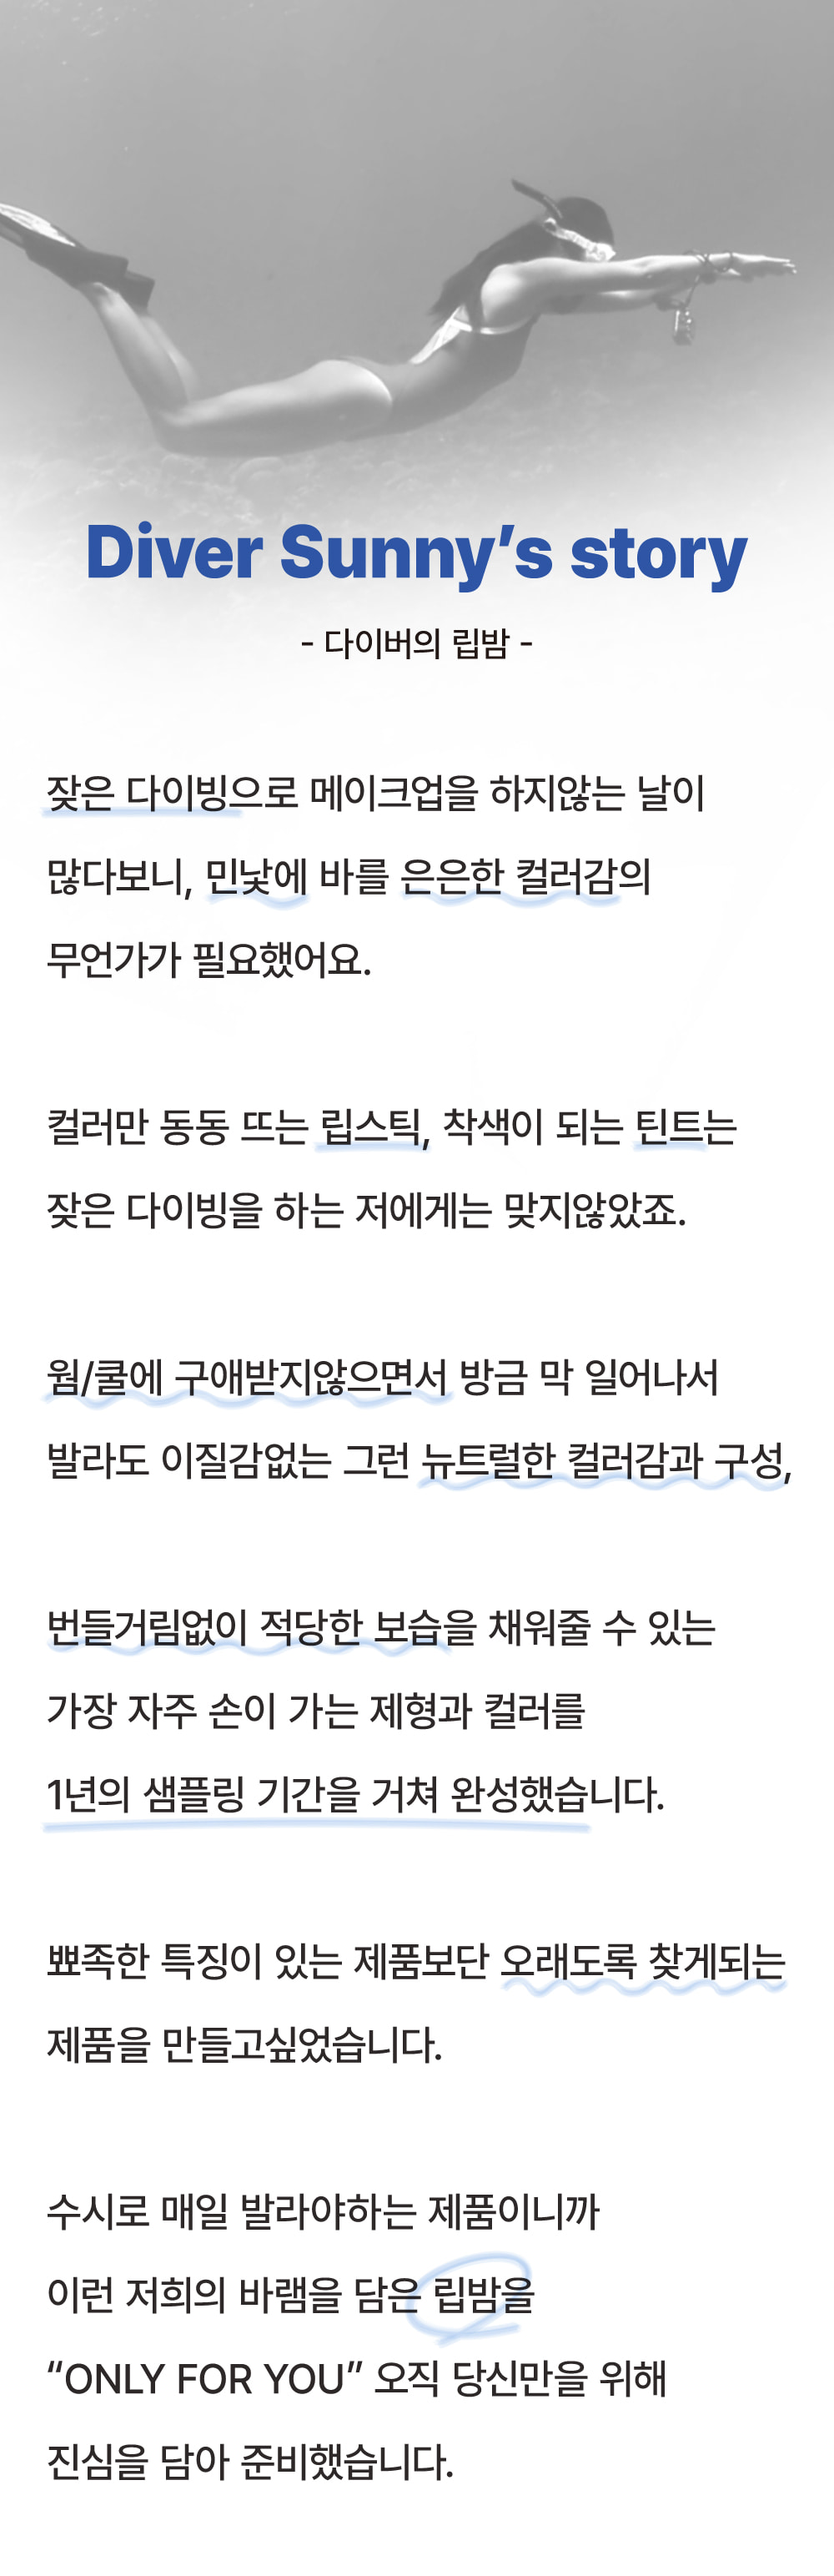 Diver Sunny’s story
- 다이버의 립밤 -
잦은 다이빙으로 메이크업을 하지않는 날이
많다보니, 민낯에 바를 은은한 컬러감의
무언가가 필요했어요.
컬러만 동동 뜨는 립스틱, 착색이 되는 틴트는
잦은 다이빙을 하는 저에게는 맞지않았죠.
웜/쿨에 구애받지않으면서 방금 막 일어나서
발라도 이질감없는 그런 뉴트럴한 컬러감과 구성,
번들거림없이 적당한 보습을 채워줄 수 있는
가장 자주 손이 가는 제형과 컬러를
1년의 샘플링 기간을 거쳐 완성했습니다.
뾰족한 특징이 있는 제품보단 오래도록 찾게되는
제품을 만들고싶었습니다.
수시로 매일 발라야하는 제품이니까
이런 저희의 바램을 담은 립밤을
“ONLY FOR YOU” 오직 당신만을 위해
진심을 담아 준비했습니다.